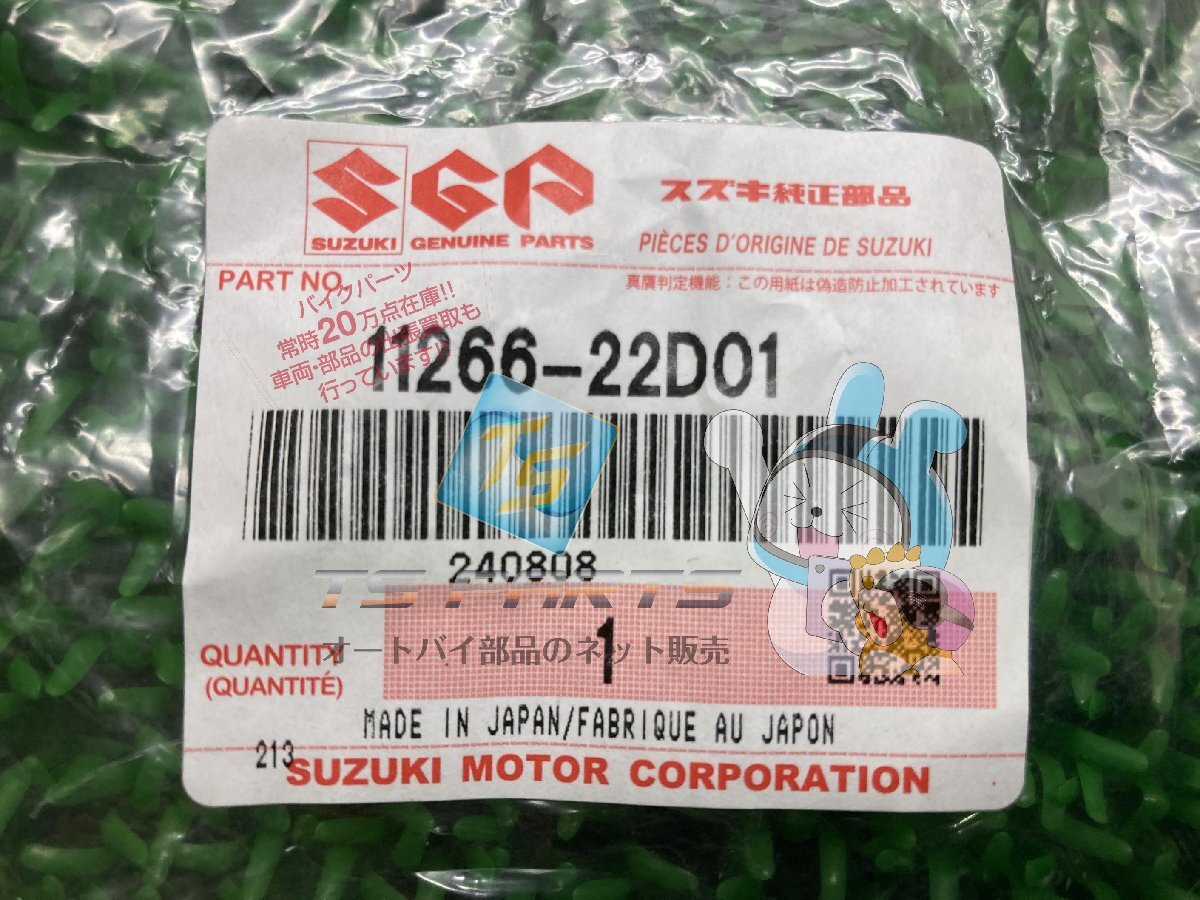 SGP
SUZUKI GENUINE PARTS
スズキ純正部品
PIÈCES D'ORIGINE DE SUZUKI
PART NO.
真贋判定機能：この用紙は偽造防止加工されています
バイクパーツ
常時20万点在庫!!
車両・部品の出張買取も
行っています!!
11266-22D01
TS
240808
TS PARTS
オートバイ部品のネット販売
QUANTITY
(QUANTITÉ)
1
MADE IN JAPAN/FABRIQUE AU JAPON
213
SUZUKI MOTOR CORPORATION